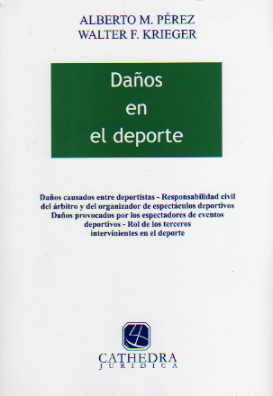 ALBERTO M. PÉREZ
WALTER F. KRIEGER
Daños
en
el deporte
Daños causados entre deportistas - Responsabilidad civil
del árbitro y del organizador de espectáculos deportivos
Daños provocados por los espectadores de eventos
deportivos - Rol de los terceros
intervinientes en el deporte
CATHEDRA
JURÍDICA